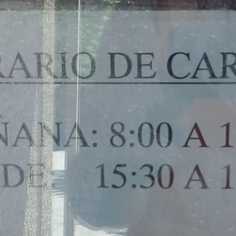 RARIO DE CAR
ÑANA: 8:00 A 1
DE: 15:30 A 1